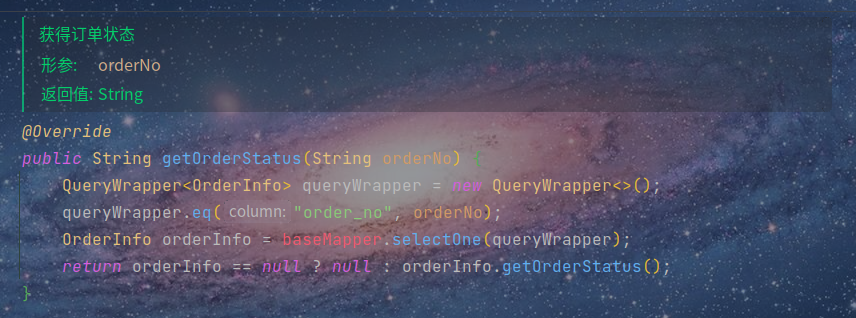 获得订单状态
形参: orderNo
返回值: String
@Override
public String getOrderStatus(String orderNo) {
    QueryWrapper<OrderInfo> queryWrapper = new QueryWrapper<>();
    queryWrapper.eq( column: "order_no", orderNo);
    OrderInfo orderInfo = baseMapper.selectOne(queryWrapper);
    return orderInfo == null ? null : orderInfo.getOrderStatus();
}